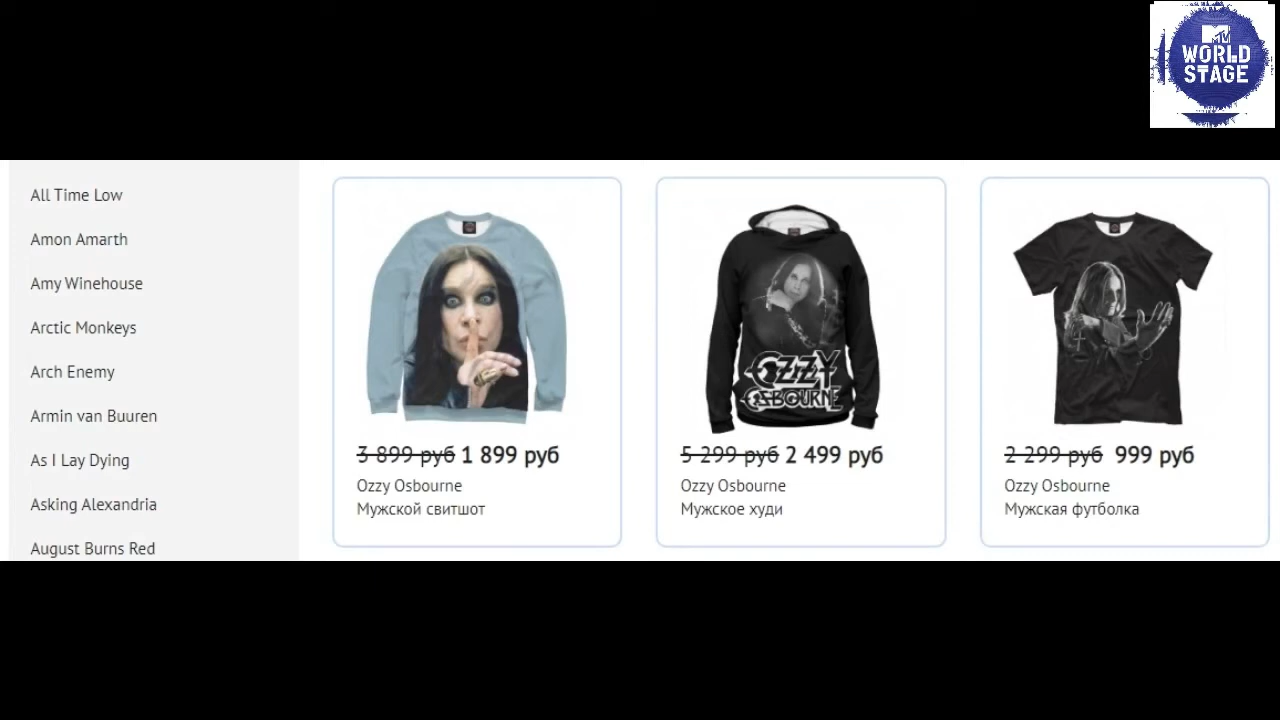 MTV
WORLD
STAGE
All Time Low
Amon Amarth
Amy Winehouse
Arctic Monkeys
Arch Enemy
Armin van Buuren
As I Lay Dying
Asking Alexandria
August Burns Red
OZZY
OSBOURNE
3 899 руб 1 899 руб
Ozzy Osbourne
Мужской свитшот
5 299 руб 2 499 руб
Ozzy Osbourne
Мужское худи
2 299 руб 999 руб
Ozzy Osbourne
Мужская футболка